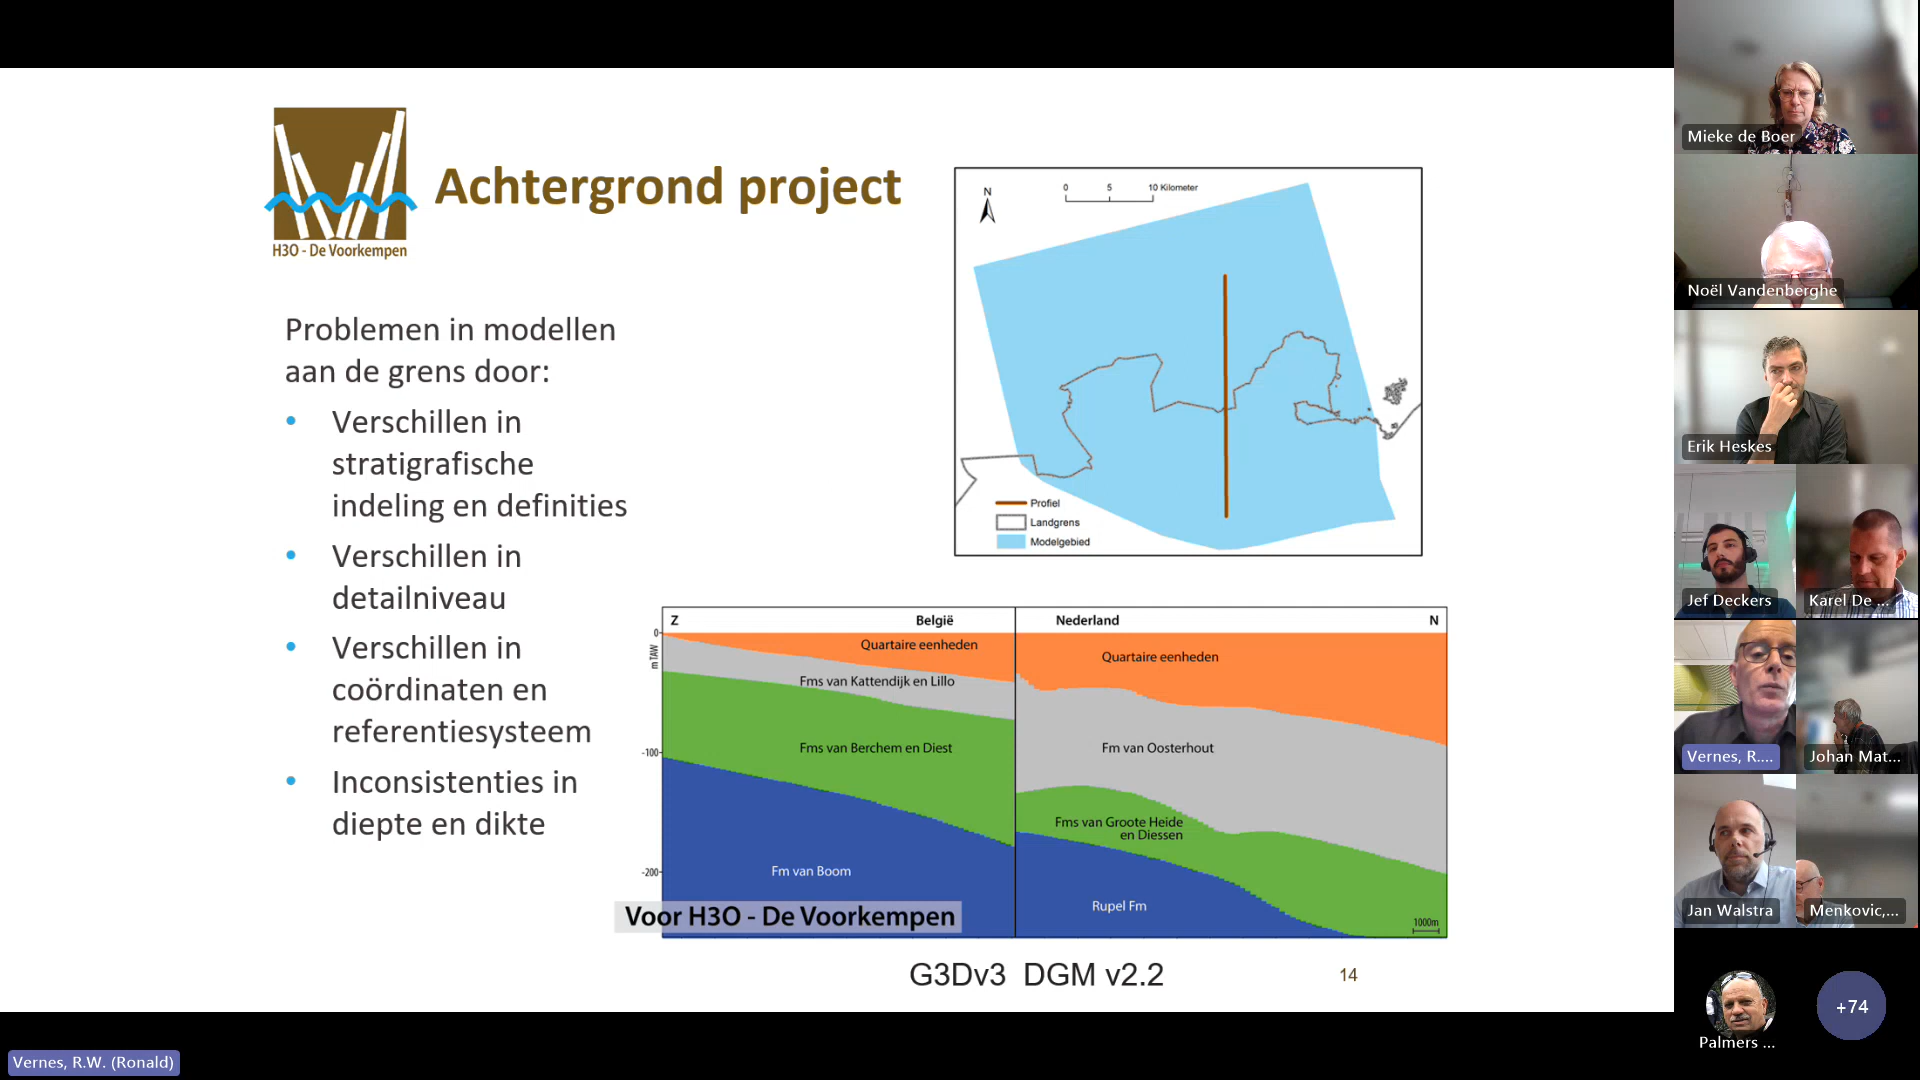 Achtergrond project
H3O - De Voorkempen
Problemen in modellen
aan de grens door:
• Verschillen in
stratigrafische
indeling en definities
• Verschillen in
detailniveau
• Verschillen in
coördinaten en
referentiesysteem
• Inconsistenties in
diepte en dikte
N
0 5 10 Kilometer
Profiel
Landgrens
Modelgebied
Z België Nederland N
0
m TAW
-100
-200
Quartaire eenheden
Fms van Kattendijk en Lillo
Fms van Berchem en Diest
Fm van Boom
Quartaire eenheden
Fm van Oosterhout
Fms van Groote Heide
en Diessen
Rupel Fm
1000m
Voor H3O - De Voorkempen
G3Dv3 DGM v2.2
14
Mieke de Boer
Noël Vandenberghe
Erik Heskes
Jef Deckers
Karel De ...
Vernes, R....
Johan Mat...
Jan Walstra
Menkovic,...
Palmers ...
+74
Vernes, R.W. (Ronald)